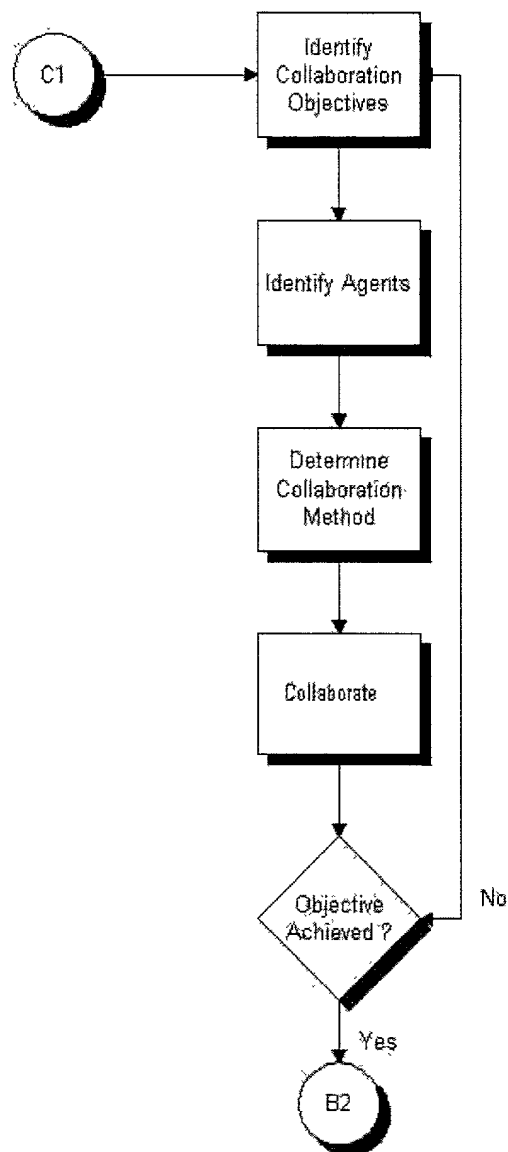 C1
Identify
Collaboration
Objectives
Identify Agents
Determine
Collaboration
Method
Collaborate
Objective
Achieved ?
No
Yes
B2